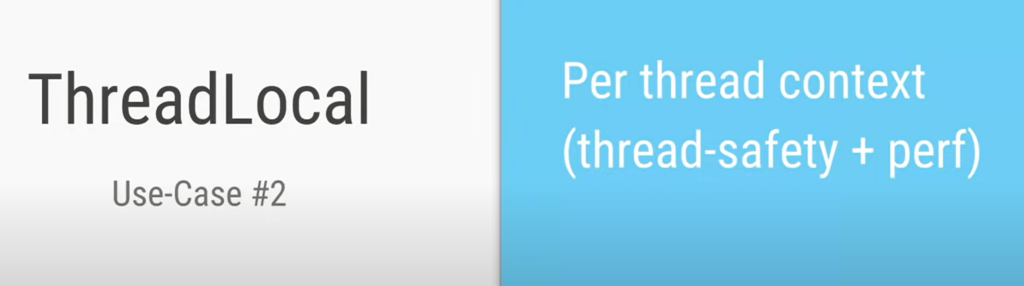 ThreadLocal
Use-Case #2
Per thread context
(thread-safety + perf)